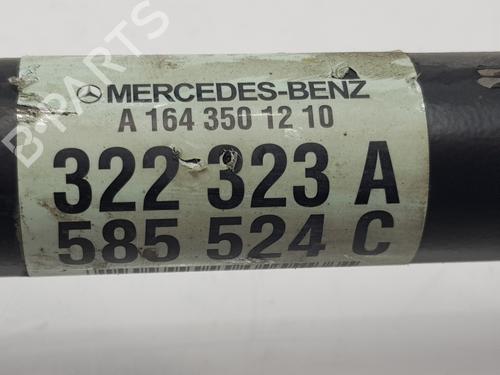 B-PARTS
MERCEDES-BENZ
A 164 350 12 10
322 323 A
585 524 C